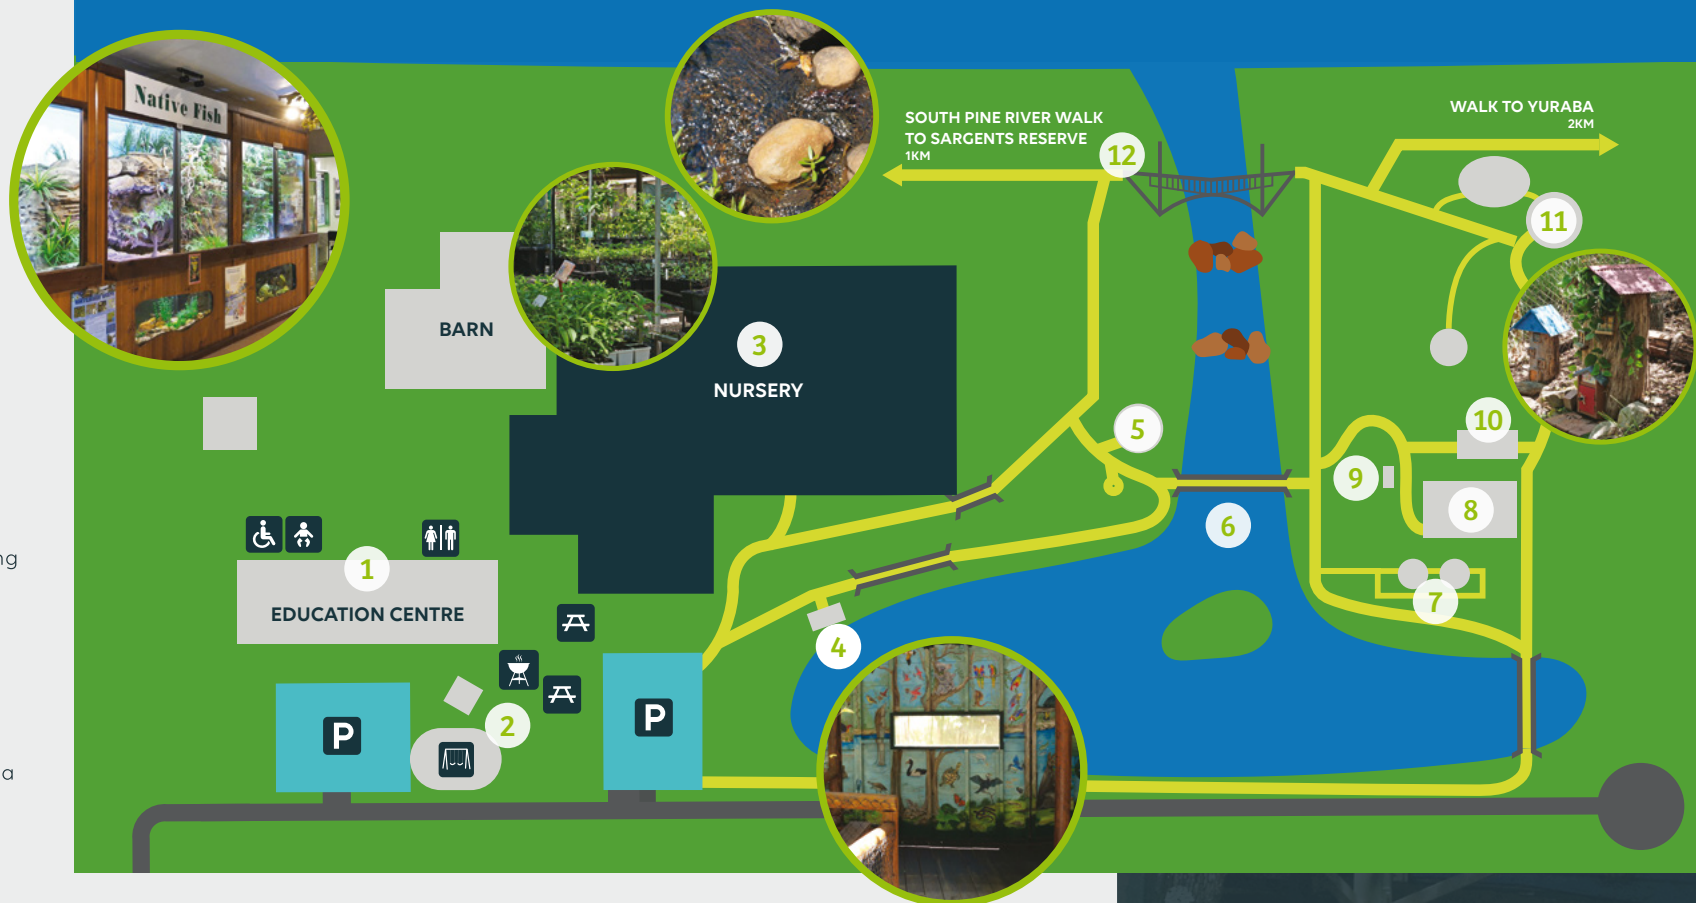 Native Fish
SOUTH PINE RIVER WALK
TO SARGENTS RESERVE
1KM
WALK TO YURABA
2KM
12
11
BARN
3
NURSERY
5
10
9
8
6
1
EDUCATION CENTRE
7
4
2
P
P
ng
a